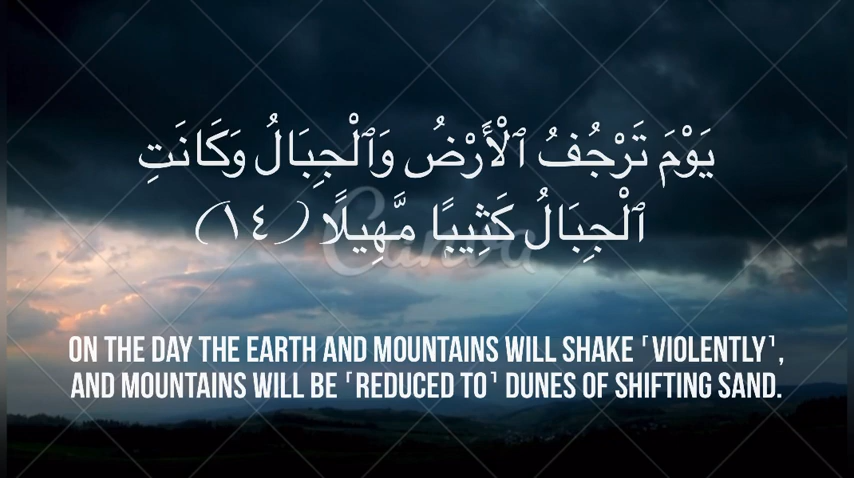 يَوْمَ تَرْجُفُ ٱلْأَرْضُ وَٱلْجِبَالُ وَكَانَتِ
ٱلْجِبَالُ كَثِيبًۭا مَّهِيلًا (١٤)
Canva
ON THE DAY THE EARTH AND MOUNTAINS WILL SHAKE ˹VIOLENTLY˺,
AND MOUNTAINS WILL BE ˹REDUCED TO˺ DUNES OF SHIFTING SAND.